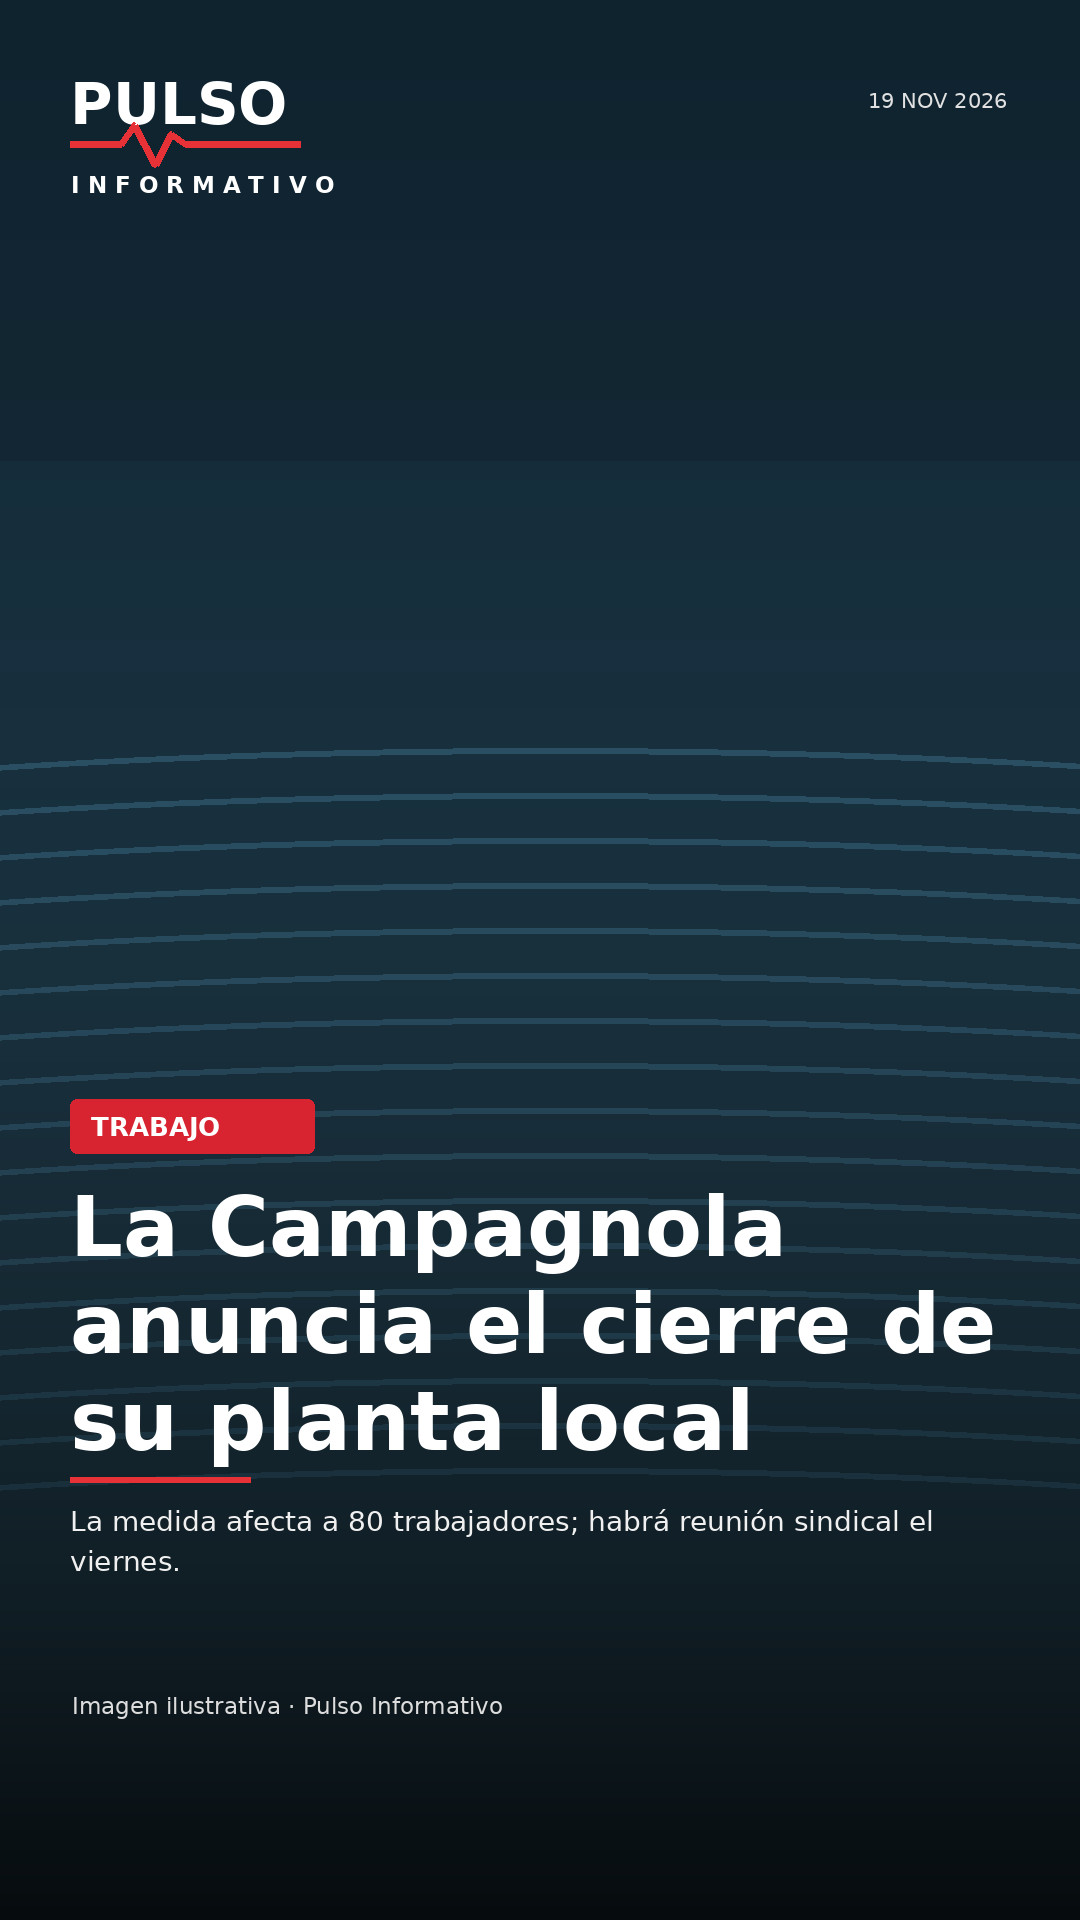 PULSO
INFORMATIVO
19 NOV 2026
TRABAJO
La Campagnola
anuncia el cierre de
su planta local
La medida afecta a 80 trabajadores; habrá reunión sindical el
viernes.
Imagen ilustrativa · Pulso Informativo